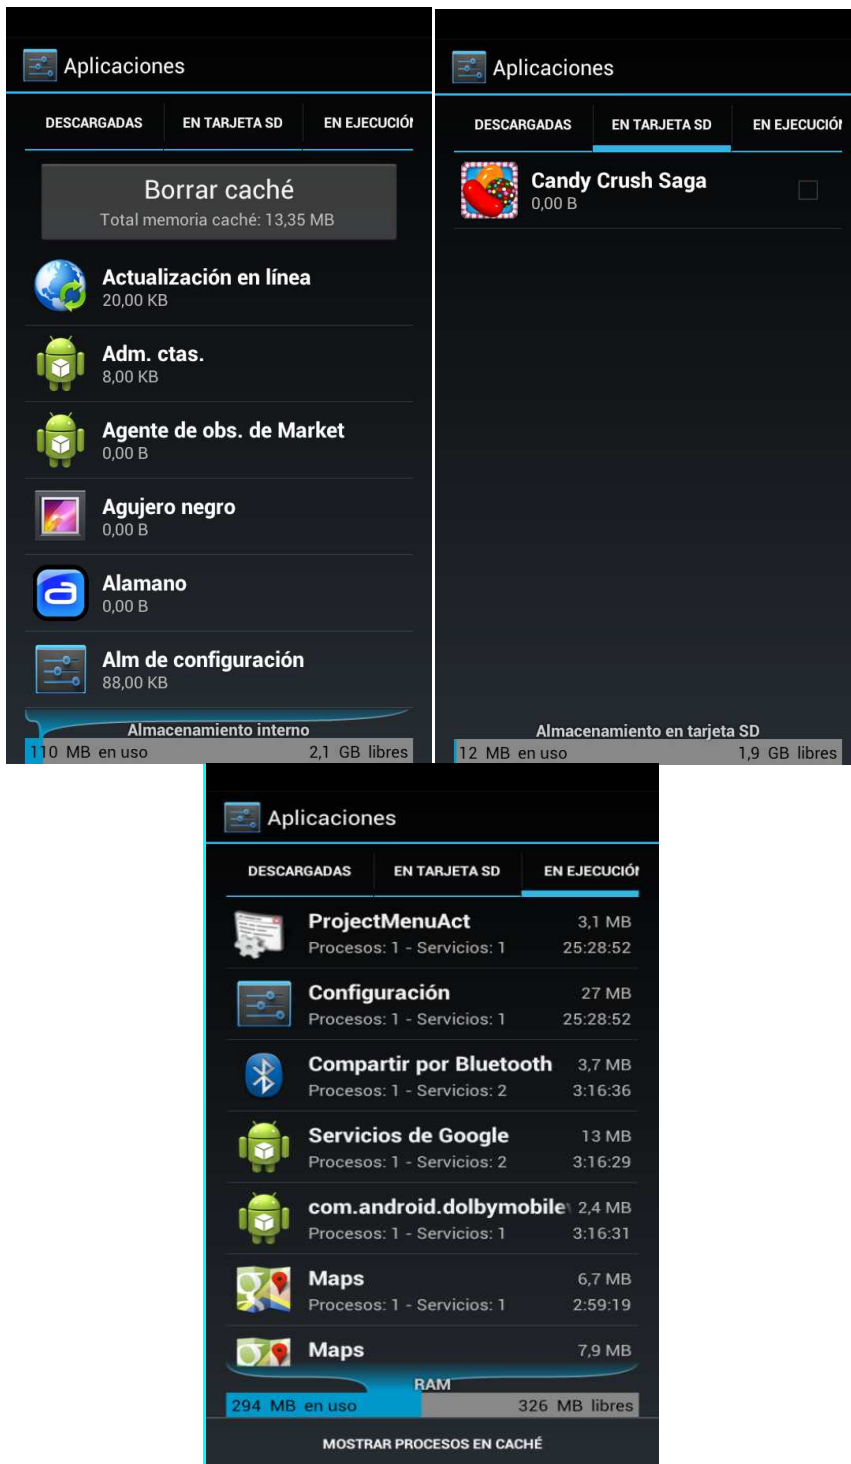 Aplicaciones
DESCARGADAS EN TARJETA SD EN EJECUCIÓN
Borrar caché
Total memoria caché: 13,35 MB
Actualización en línea
20,00 KB
Adm. ctas.
8,00 KB
Agente de obs. de Market
0,00 B
Agujero negro
0,00 B
Alamano
0,00 B
Alm de configuración
88,00 KB
Almacenamiento interno
110 MB en uso 2,1 GB libres
Aplicaciones
DESCARGADAS EN TARJETA SD EN EJECUCIÓN
Candy Crush Saga
0,00 B
Almacenamiento en tarjeta SD
12 MB en uso 1,9 GB libres
Aplicaciones
DESCARGADAS EN TARJETA SD EN EJECUCIÓN
ProjectMenuAct 3,1 MB
Procesos: 1 - Servicios: 1 25:28:52
Configuración 27 MB
Procesos: 1 - Servicios: 1 25:28:52
Compartir por Bluetooth 3,7 MB
Procesos: 1 - Servicios: 2 3:16:36
Servicios de Google 13 MB
Procesos: 1 - Servicios: 2 3:16:29
com.android.dolbymobile 2,4 MB
Procesos: 1 - Servicios: 1 3:16:31
Maps 6,7 MB
Procesos: 1 - Servicios: 1 2:59:19
Maps 7,9 MB
RAM
294 MB en uso 326 MB libres
MOSTRAR PROCESOS EN CACHÉ